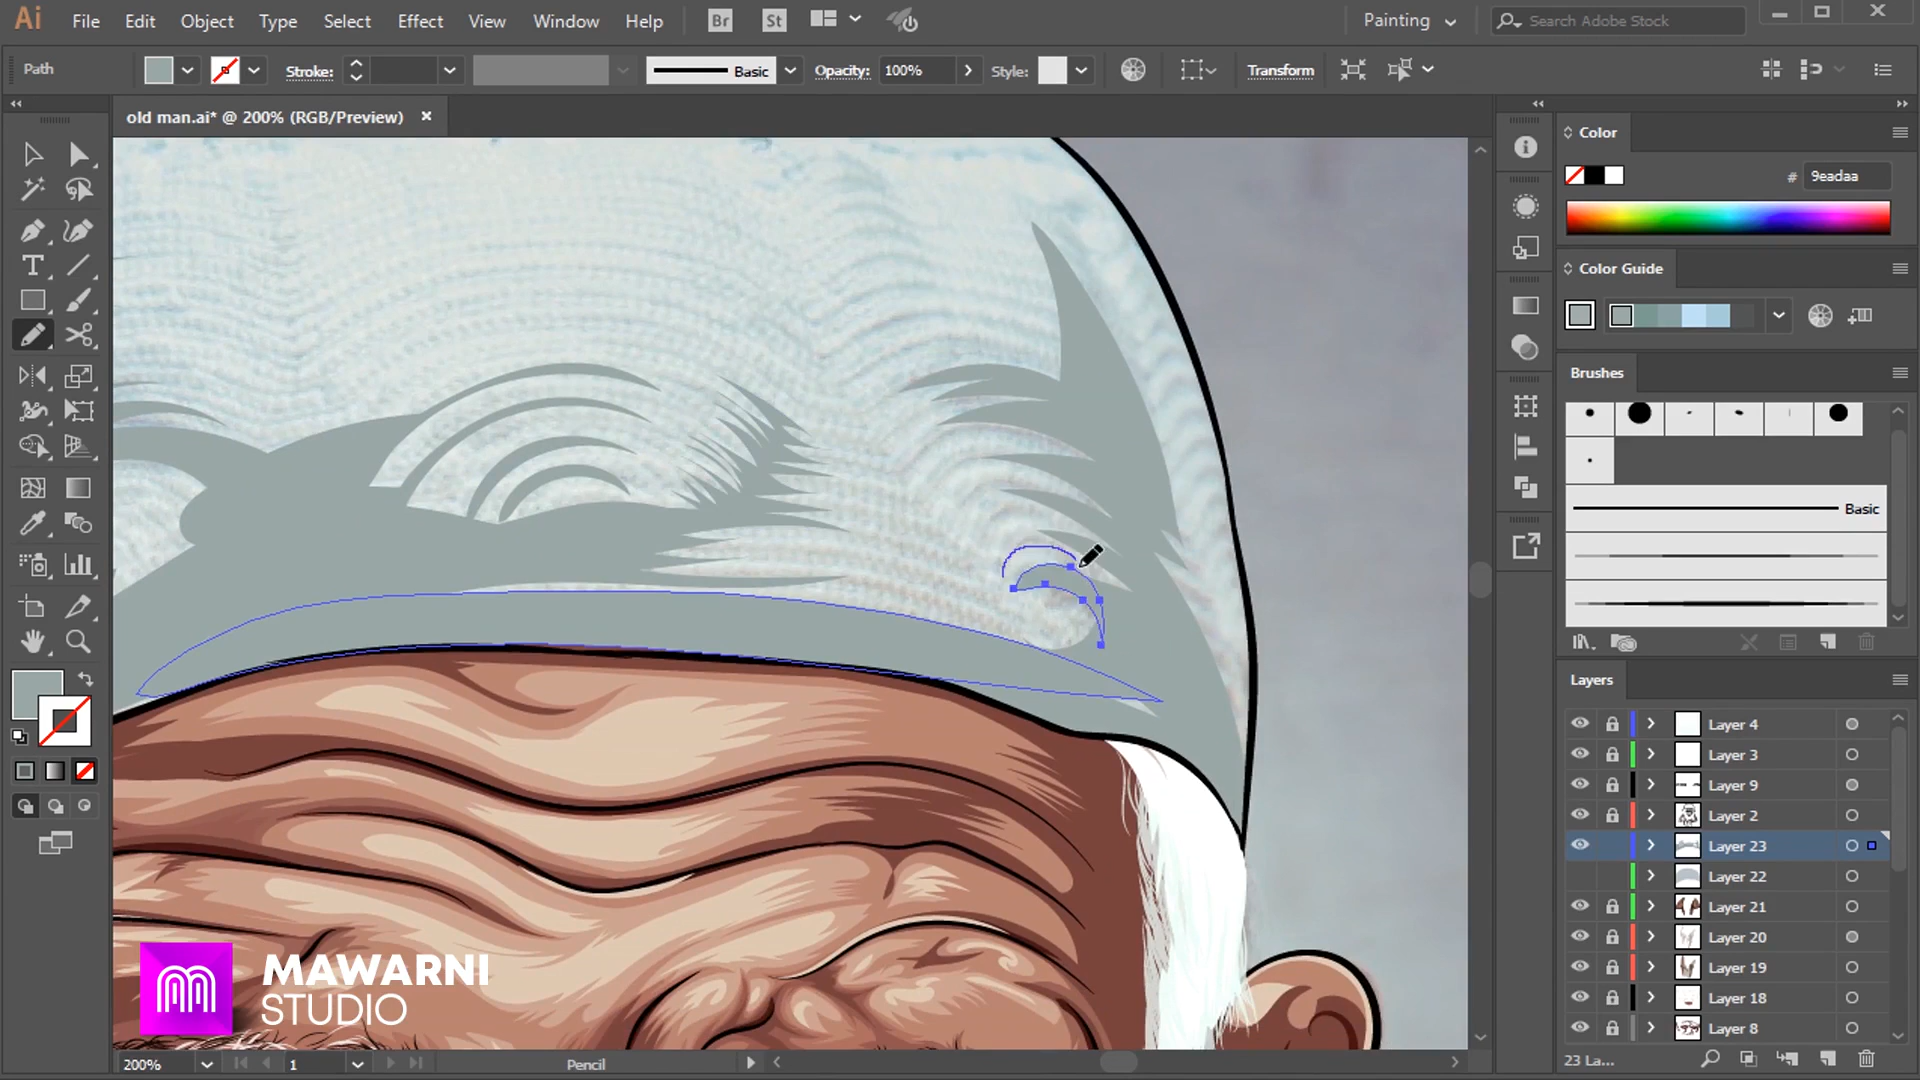 Ai File Edit Object Type Select Effect View Window Help Br St Painting Search Adobe Stock
Path Stroke: Basic Opacity: 100% Style: Transform
old man.ai* @ 200% (RGB/Preview)
Color
# 9eadaa
Color Guide
Brushes
Basic
Layers
Layer 4
Layer 3
Layer 9
Layer 2
Layer 23
Layer 22
Layer 21
Layer 20
Layer 19
Layer 18
Layer 8
MAWARNI
STUDIO
200% 1 Pencil 23 La...